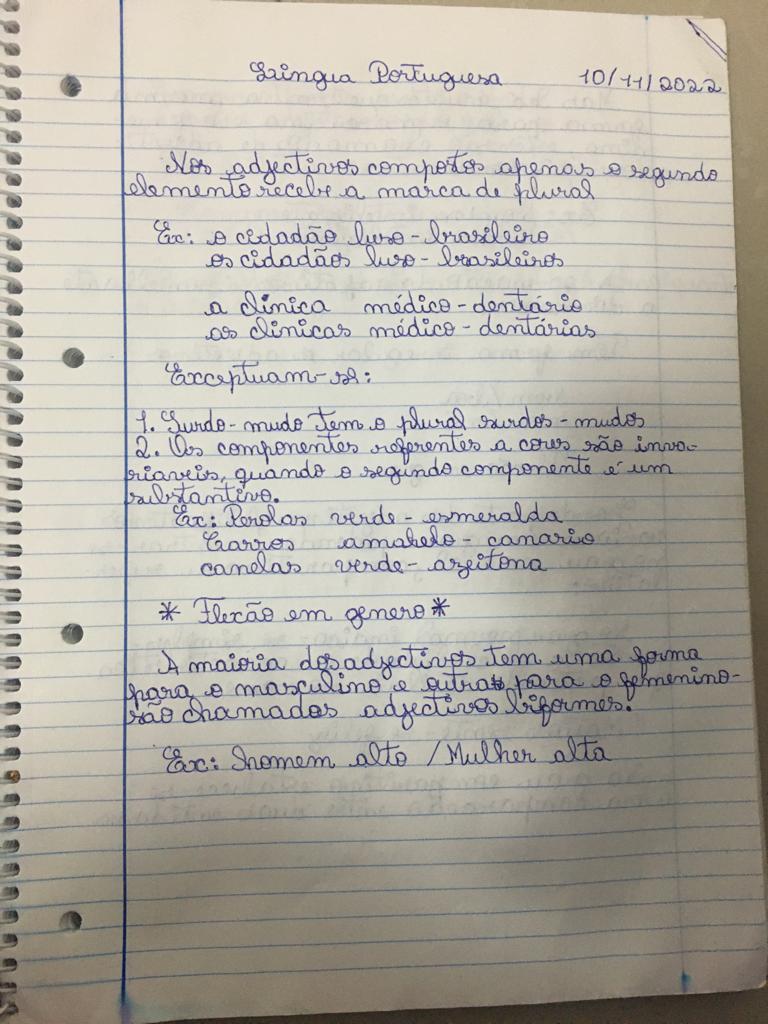 Língua Portuguesa 10/11/2022
Nos adjectivos compostos apenas o segundo
elemento recebe a marca de plural
Ex: o cidadão luso-brasileiro
os cidadãos luso-brasileiros
a clinica médico-dentário
as clinicas médico-dentárias
Exceptuam-se:
1. Surdo-mudo tem o plural surdos-mudos
2. Os componentes referentes a cores são inva-
riaveis, quando o segundo componente é um
substantivo.
Ex: Perolas verde-esmeralda
Carros amarelo-canario
canelas verde-azeitona
* Flexão em genero *
A maioria dos adjectivos tem uma forma
para o masculino e outra para o femenino-
são chamados adjectivos biformes.
Ex: homem alto / Mulher alta